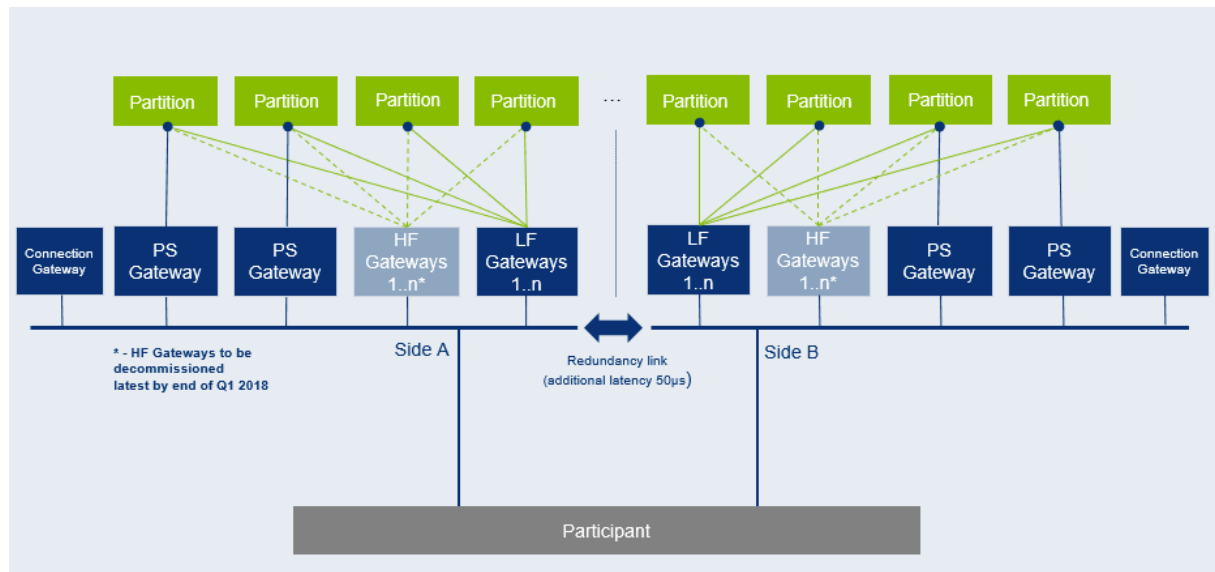 Partition
Partition
Partition
Partition
...
Partition
Partition
Partition
Partition
Connection
Gateway
PS
Gateway
PS
Gateway
HF
Gateways
1..n*
LF
Gateways
1..n
LF
Gateways
1..n
HF
Gateways
1..n*
PS
Gateway
PS
Gateway
Connection
Gateway
* - HF Gateways to be
decommissioned
latest by end of Q1 2018
Side A
Redundancy link
(additional latency 50μs)
Side B
Participant